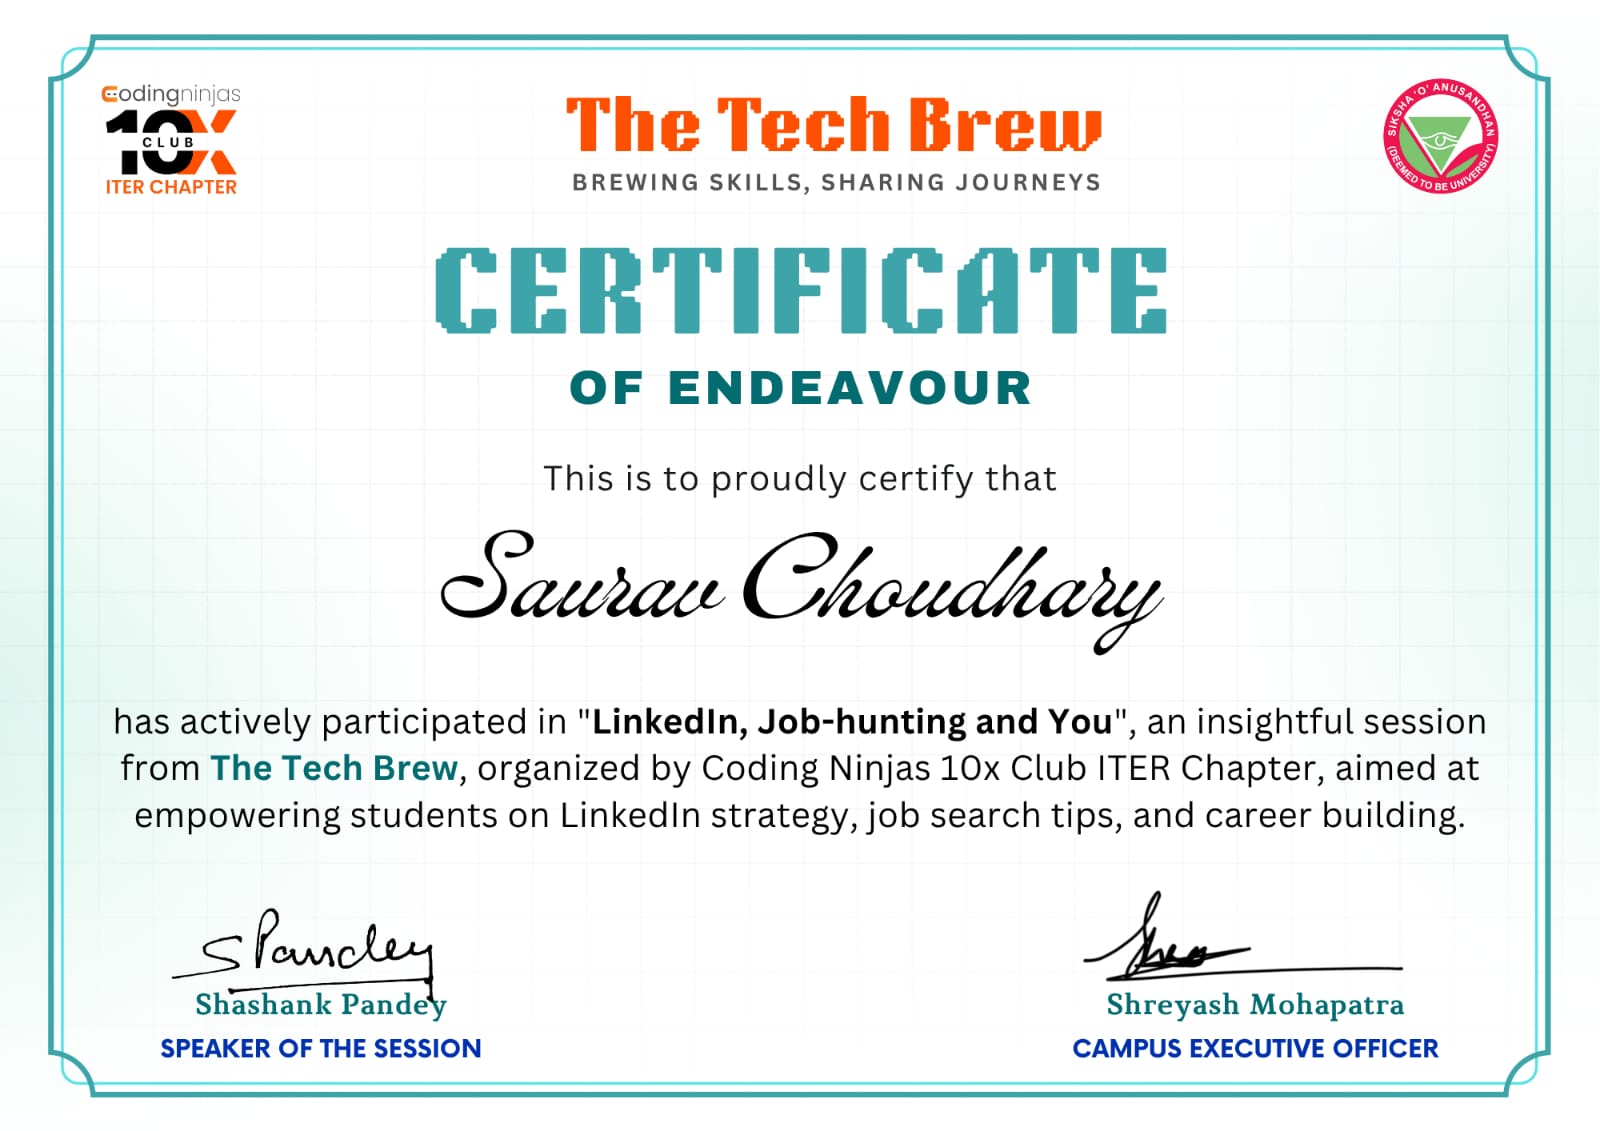 codingninjas
10X
CLUB
ITER CHAPTER
The Tech Brew
BREWING SKILLS, SHARING JOURNEYS
SIKSHA 'O' ANUSANDHAN
(DEEMED TO BE UNIVERSITY)
CERTIFICATE
OF ENDEAVOUR
This is to proudly certify that
Saurav Choudhary
has actively participated in "LinkedIn, Job-hunting and You", an insightful session
from The Tech Brew, organized by Coding Ninjas 10x Club ITER Chapter, aimed at
empowering students on LinkedIn strategy, job search tips, and career building.
S Pandey
Shashank Pandey
SPEAKER OF THE SESSION
Shreyash Mohapatra
CAMPUS EXECUTIVE OFFICER